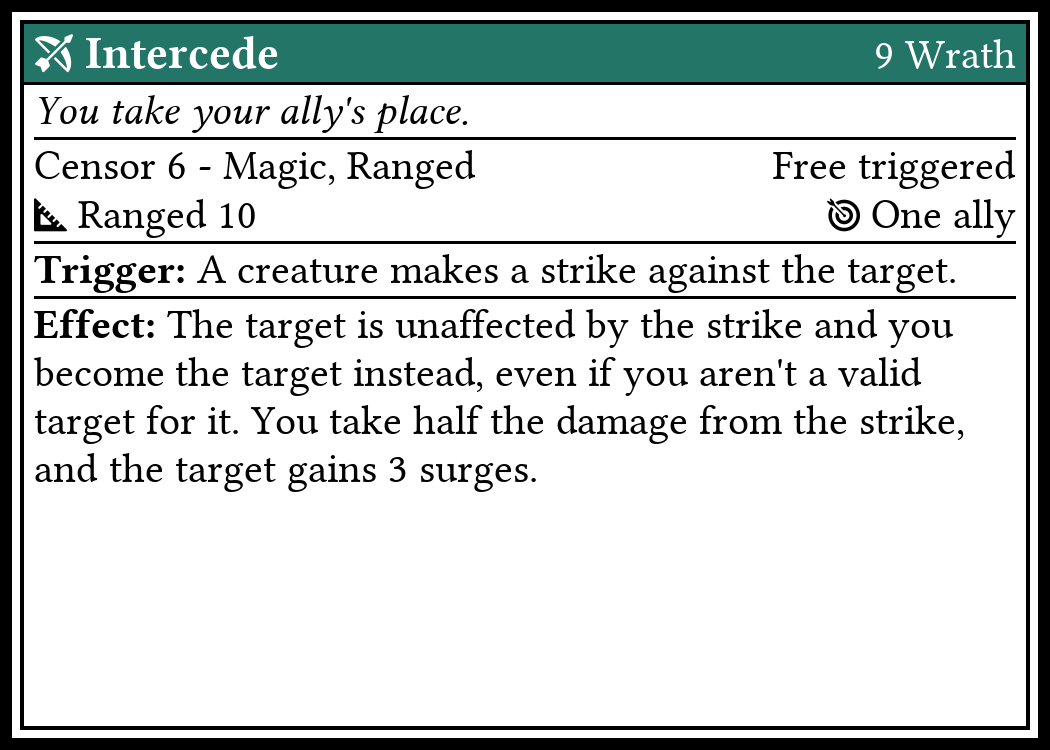 Intercede 9 Wrath
You take your ally's place.
Censor 6 - Magic, Ranged Free triggered
Ranged 10 One ally
Trigger: A creature makes a strike against the target.
Effect: The target is unaffected by the strike and you
become the target instead, even if you aren't a valid
target for it. You take half the damage from the strike,
and the target gains 3 surges.